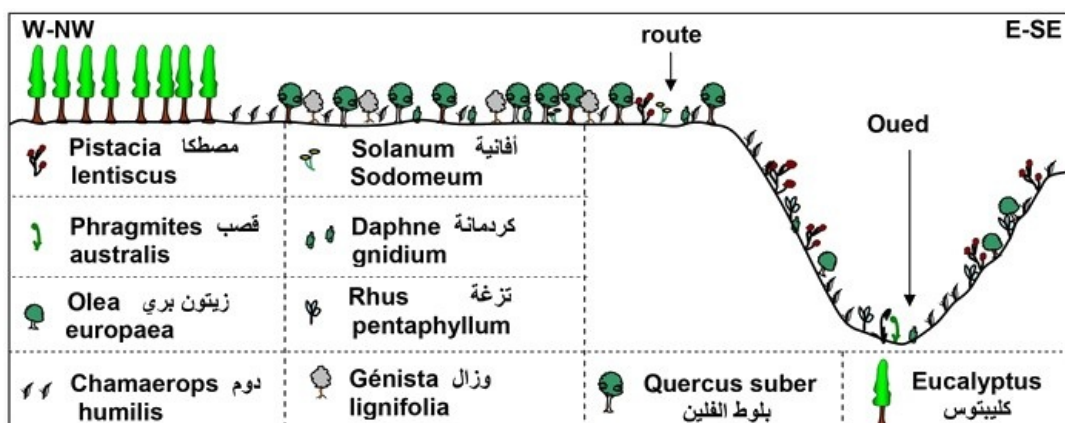 W-NW
E-SE
route
Oued
Pistacia مصطكا
lentiscus
Solanum أفانية
Sodomeum
Phragmites قصب
australis
Daphne كردمانة
gnidium
Olea زيتون بري
europaea
Rhus تزغة
pentaphyllum
Chamaerops دوم
humilis
Génista وزال
lignifolia
Quercus suber
بلوط الفلين
Eucalyptus
كليبتوس